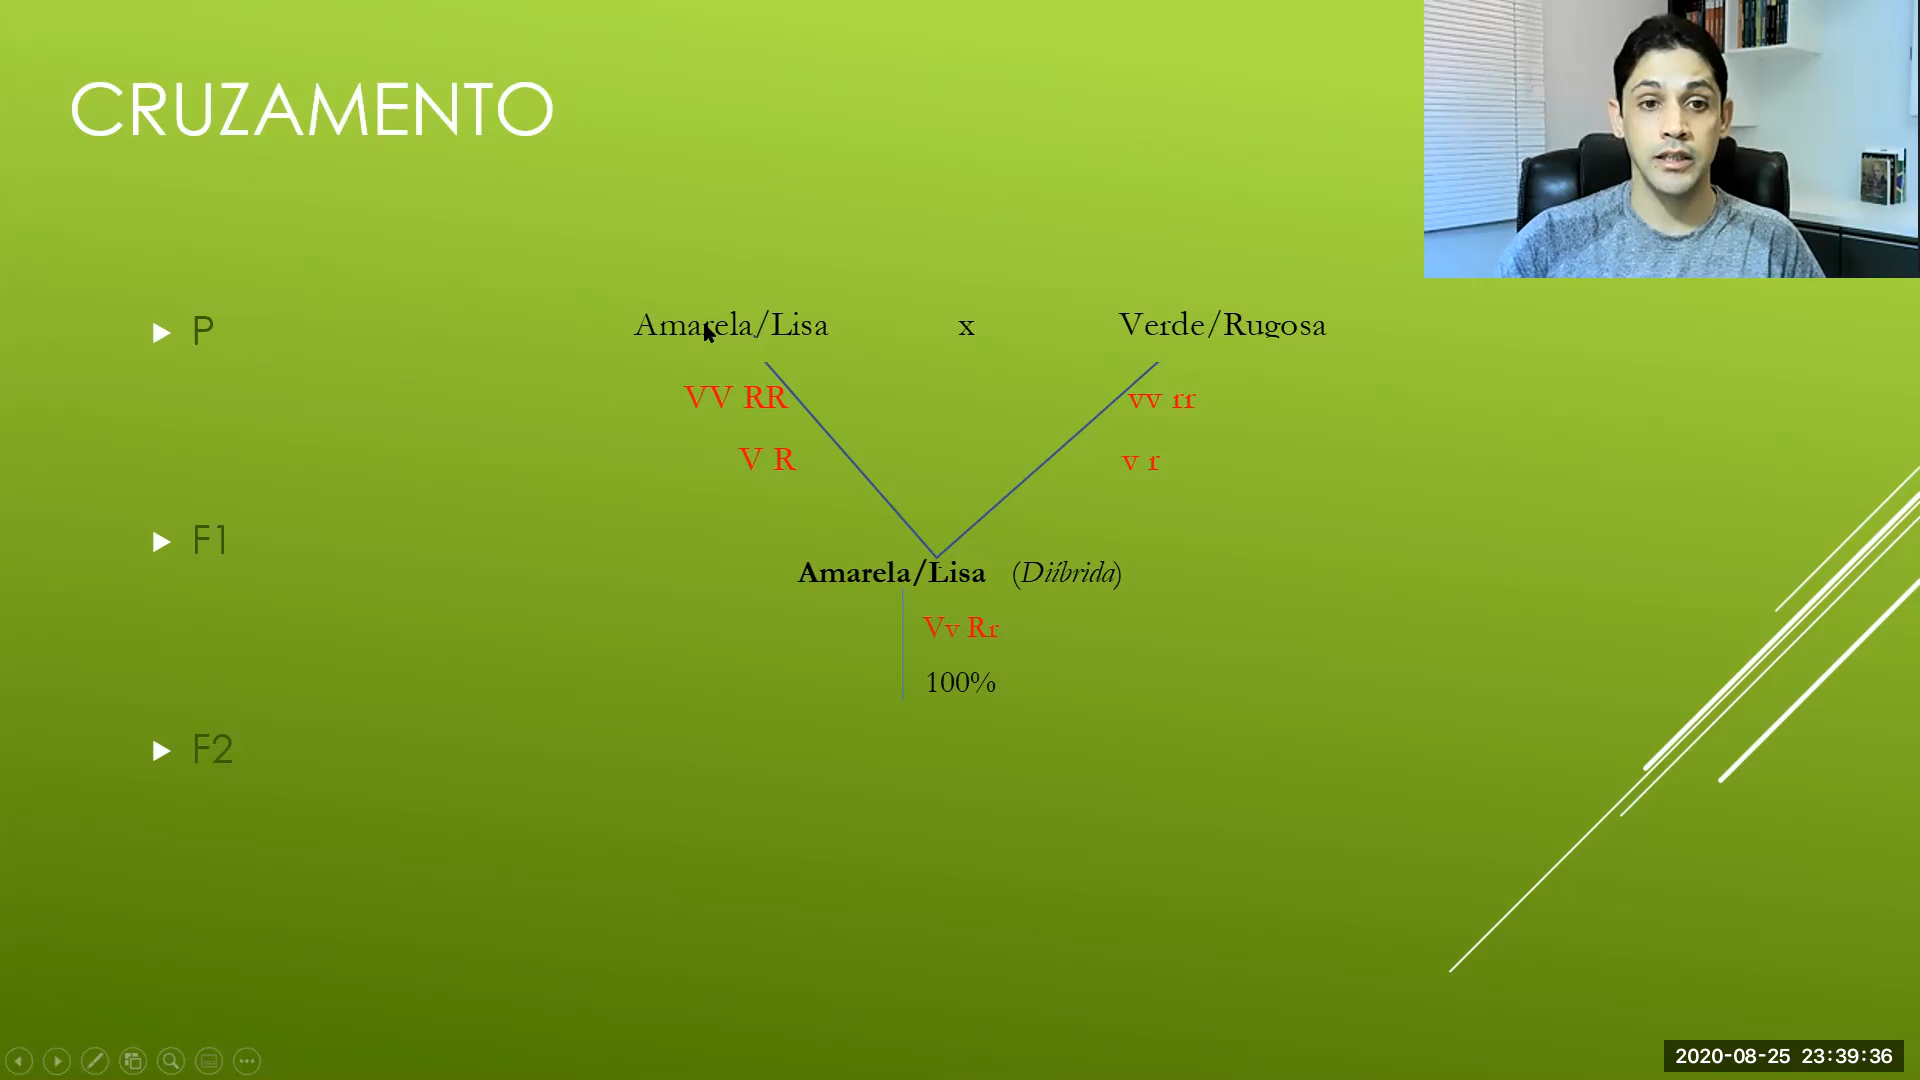 CRUZAMENTO
P
Amarela/Lisa x Verde/Rugosa
VV RR vv rr
V R v r
F1
Amarela/Lisa (Diíbrida)
Vv Rr
100%
F2
2020-08-25 23:39:36